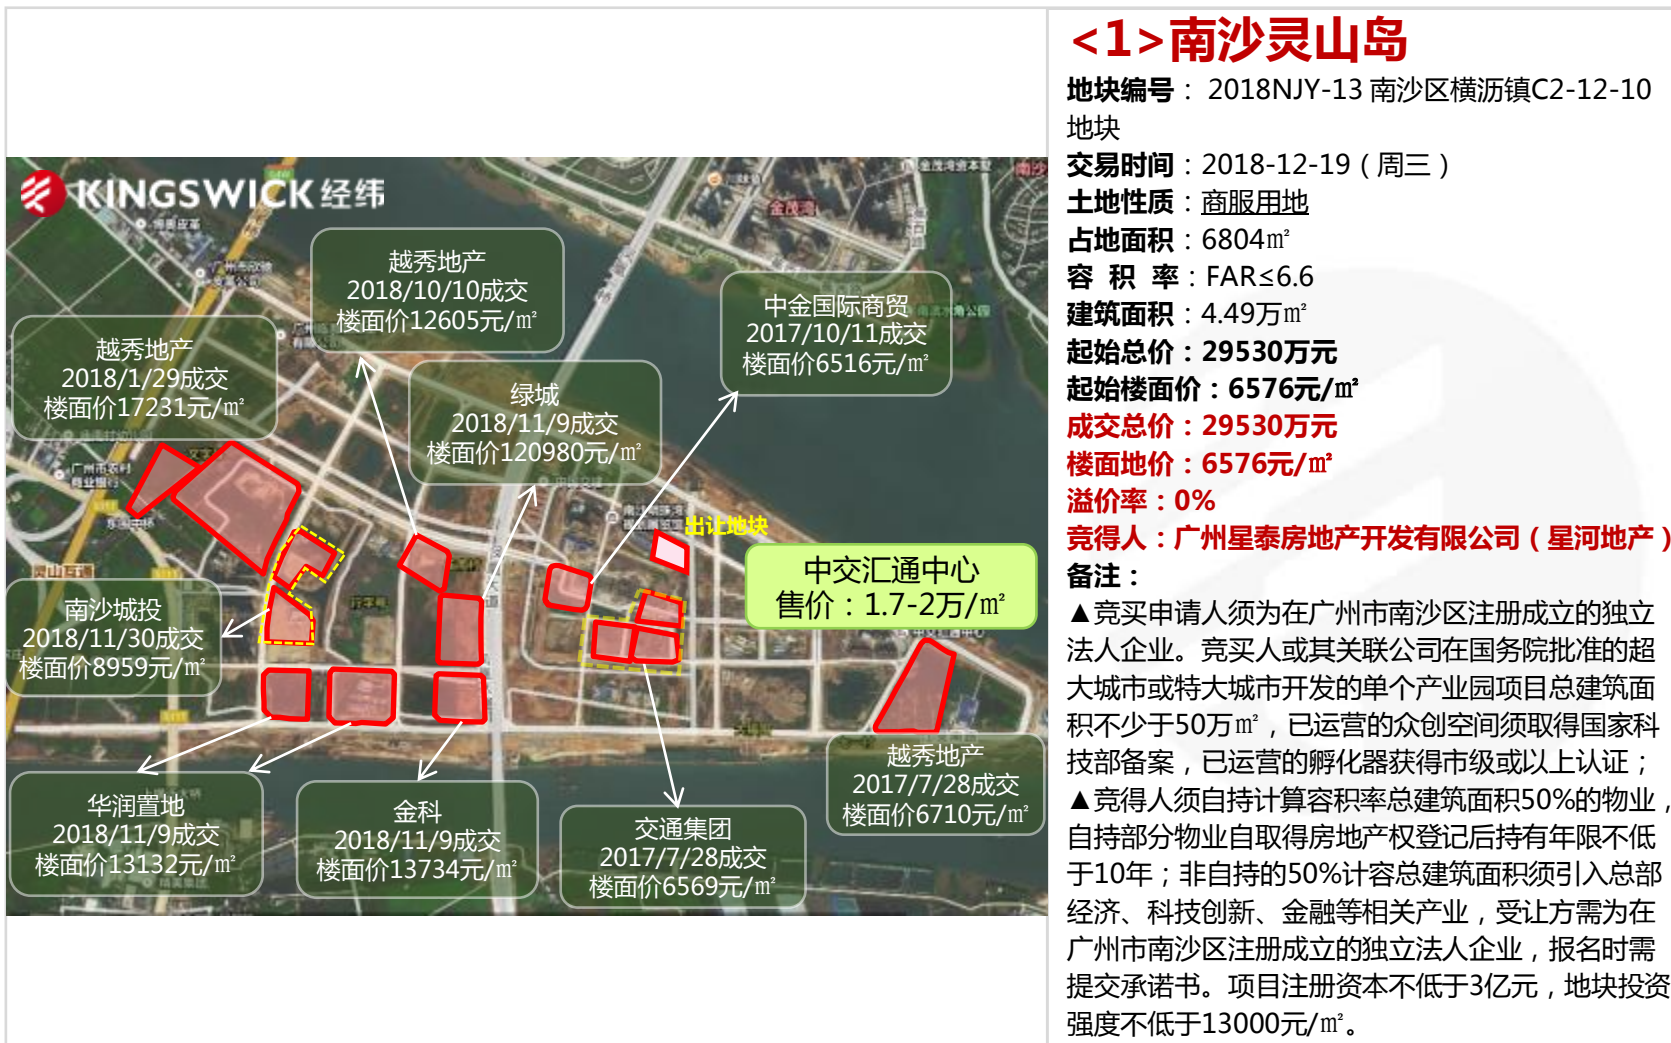 KINGSWICK 经纬
越秀地产
2018/10/10成交
楼面价12605元/㎡
中金国际商贸
2017/10/11成交
楼面价6516元/㎡
越秀地产
2018/1/29成交
楼面价17231元/㎡
绿城
2018/11/9成交
楼面价120980元/㎡
金茂湾
出让地块
中交汇通中心
售价：1.7-2万/㎡
南沙城投
2018/11/30成交
楼面价8959元/㎡
越秀地产
2017/7/28成交
楼面价6710元/㎡
华润置地
2018/11/9成交
楼面价13132元/㎡
金科
2018/11/9成交
楼面价13734元/㎡
交通集团
2017/7/28成交
楼面价6569元/㎡
<1>南沙灵山岛
地块编号： 2018NJY-13 南沙区横沥镇C2-12-10
地块
交易时间：2018-12-19（周三）
土地性质：商服用地
占地面积：6804㎡
容 积 率：FAR≤6.6
建筑面积：4.49万㎡
起始总价：29530万元
起始楼面价：6576元/㎡
成交总价：29530万元
楼面地价：6576元/㎡
溢价率：0%
竞得人：广州星泰房地产开发有限公司（星河地产）
备注：
▲竞买申请人须为在广州市南沙区注册成立的独立
法人企业。竞买人或其关联公司在国务院批准的超
大城市或特大城市开发的单个产业园项目总建筑面
积不少于50万㎡，已运营的众创空间须取得国家科
技部备案，已运营的孵化器获得市级或以上认证；
▲竞得人须自持计算容积率总建筑面积50%的物业，
自持部分物业自取得房地产权登记后持有年限不低
于10年；非自持的50%计容总建筑面积须引入总部
经济、科技创新、金融等相关产业，受让方需为在
广州市南沙区注册成立的独立法人企业，报名时需
提交承诺书。项目注册资本不低于3亿元，地块投资
强度不低于13000元/㎡。